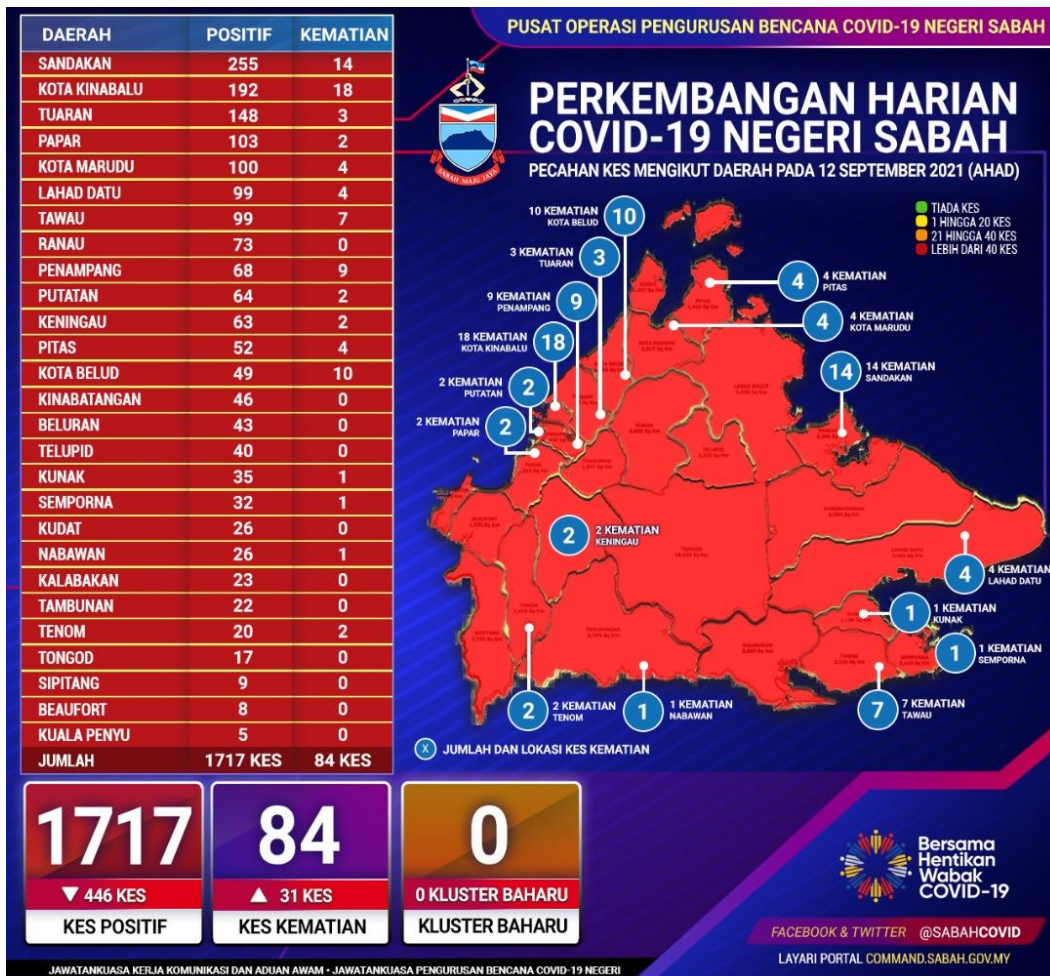 DAERAH POSITIF KEMATIAN
SANDAKAN 255 14
KOTA KINABALU 192 18
TUARAN 148 3
PAPAR 103 2
KOTA MARUDU 100 4
LAHAD DATU 99 4
TAWAU 99 7
RANAU 73 0
PENAMPANG 68 9
PUTATAN 64 2
KENINGAU 63 2
PITAS 52 4
KOTA BELUD 49 10
KINABATANGAN 46 0
BELURAN 43 0
TELUPID 40 0
KUNAK 35 1
SEMPORNA 32 1
KUDAT 26 0
NABAWAN 26 1
KALABAKAN 23 0
TAMBUNAN 22 0
TENOM 20 2
TONGOD 17 0
SIPITANG 9 0
BEAUFORT 8 0
KUALA PENYU 5 0
JUMLAH 1717 KES 84 KES
PUSAT OPERASI PENGURUSAN BENCANA COVID-19 NEGERI SABAH
SABAH MAJU JAYA
PERKEMBANGAN HARIAN
COVID-19 NEGERI SABAH
PECAHAN KES MENGIKUT DAERAH PADA 12 SEPTEMBER 2021 (AHAD)
TIADA KES
1 HINGGA 20 KES
21 HINGGA 40 KES
LEBIH DARI 40 KES
10 KEMATIAN
KOTA BELUD
10
3 KEMATIAN
TUARAN
3
9 KEMATIAN
PENAMPANG
9
18 KEMATIAN
KOTA KINABALU
18
2 KEMATIAN
PUTATAN
2
2 KEMATIAN
PAPAR
2
4
4 KEMATIAN
PITAS
4
4 KEMATIAN
KOTA MARUDU
14
14 KEMATIAN
SANDAKAN
2
2 KEMATIAN
KENINGAU
4
4 KEMATIAN
LAHAD DATU
1
1 KEMATIAN
KUNAK
1
1 KEMATIAN
SEMPORNA
2
2 KEMATIAN
TENOM
1
1 KEMATIAN
NABAWAN
7
7 KEMATIAN
TAWAU
X JUMLAH DAN LOKASI KES KEMATIAN
1717
▼ 446 KES
KES POSITIF
84
▲ 31 KES
KES KEMATIAN
0
0 KLUSTER BAHARU
KLUSTER BAHARU
Bersama
Hentikan
Wabak
COVID-19
FACEBOOK & TWITTER @SABAHCOVID
LAYARI PORTAL COMMAND.SABAH.GOV.MY
JAWATANKUASA KERJA KOMUNIKASI DAN ADUAN AWAM • JAWATANKUASA PENGURUSAN BENCANA COVID-19 NEGERI